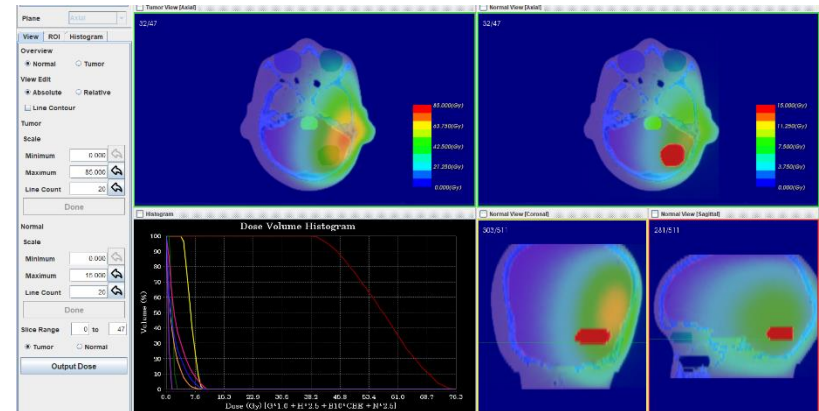 Plane Axial
View ROI Histogram
Overview
Normal Tumor
View Edit
Absolute Relative
Line Contour
Tumor
Scale
Minimum 0.000
Maximum 85.000
Line Count 20
Done
Normal
Scale
Minimum 0.000
Maximum 15.000
Line Count 20
Done
Slice Range 0 to 47
Tumor Normal
Output Dose
Tumor View [Axial]
32/47
85.000(Gy)
63.750(Gy)
42.500(Gy)
21.250(Gy)
0.000(Gy)
Normal View [Axial]
32/47
15.000(Gy)
11.250(Gy)
7.500(Gy)
3.750(Gy)
0.000(Gy)
Histogram
Dose Volume Histogram
Volume (%)
100
90
80
70
60
50
40
30
20
10
0
0.0 7.6 15.3 22.9 30.5 38.2 45.8 53.4 61.0 68.7 76.3
Dose (Gy) [G*1.0 + H*2.5 + B10*CBE + N*2.5]
Normal View [Coronal]
303/511
Normal View [Sagittal]
281/511